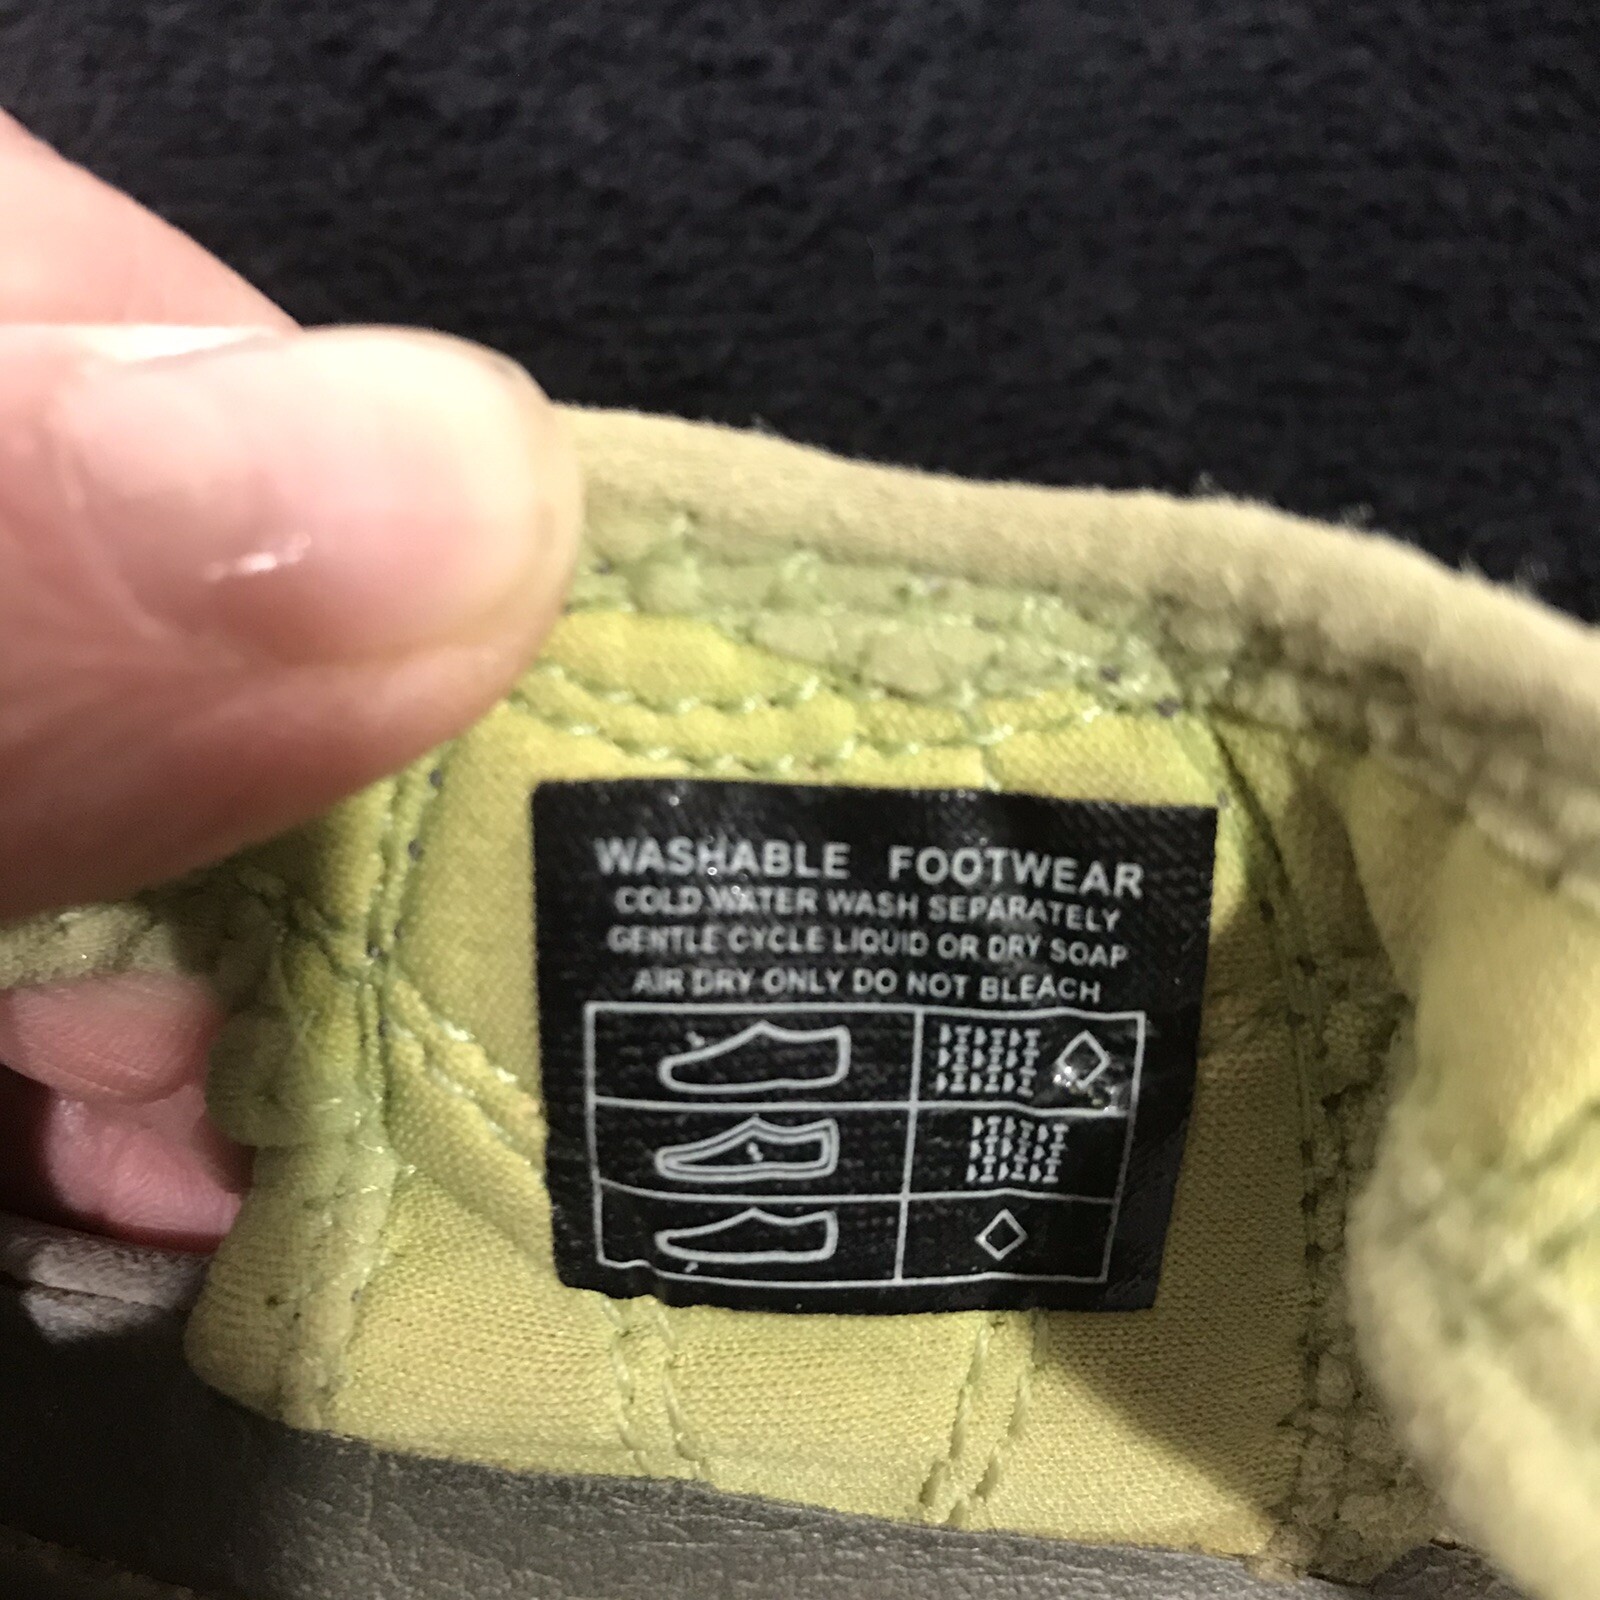 WASHABLE FOOTWEAR
COLD WATER WASH SEPARATELY
GENTLE CYCLE LIQUID OR DRY SOAP
AIR DRY ONLY DO NOT BLEACH